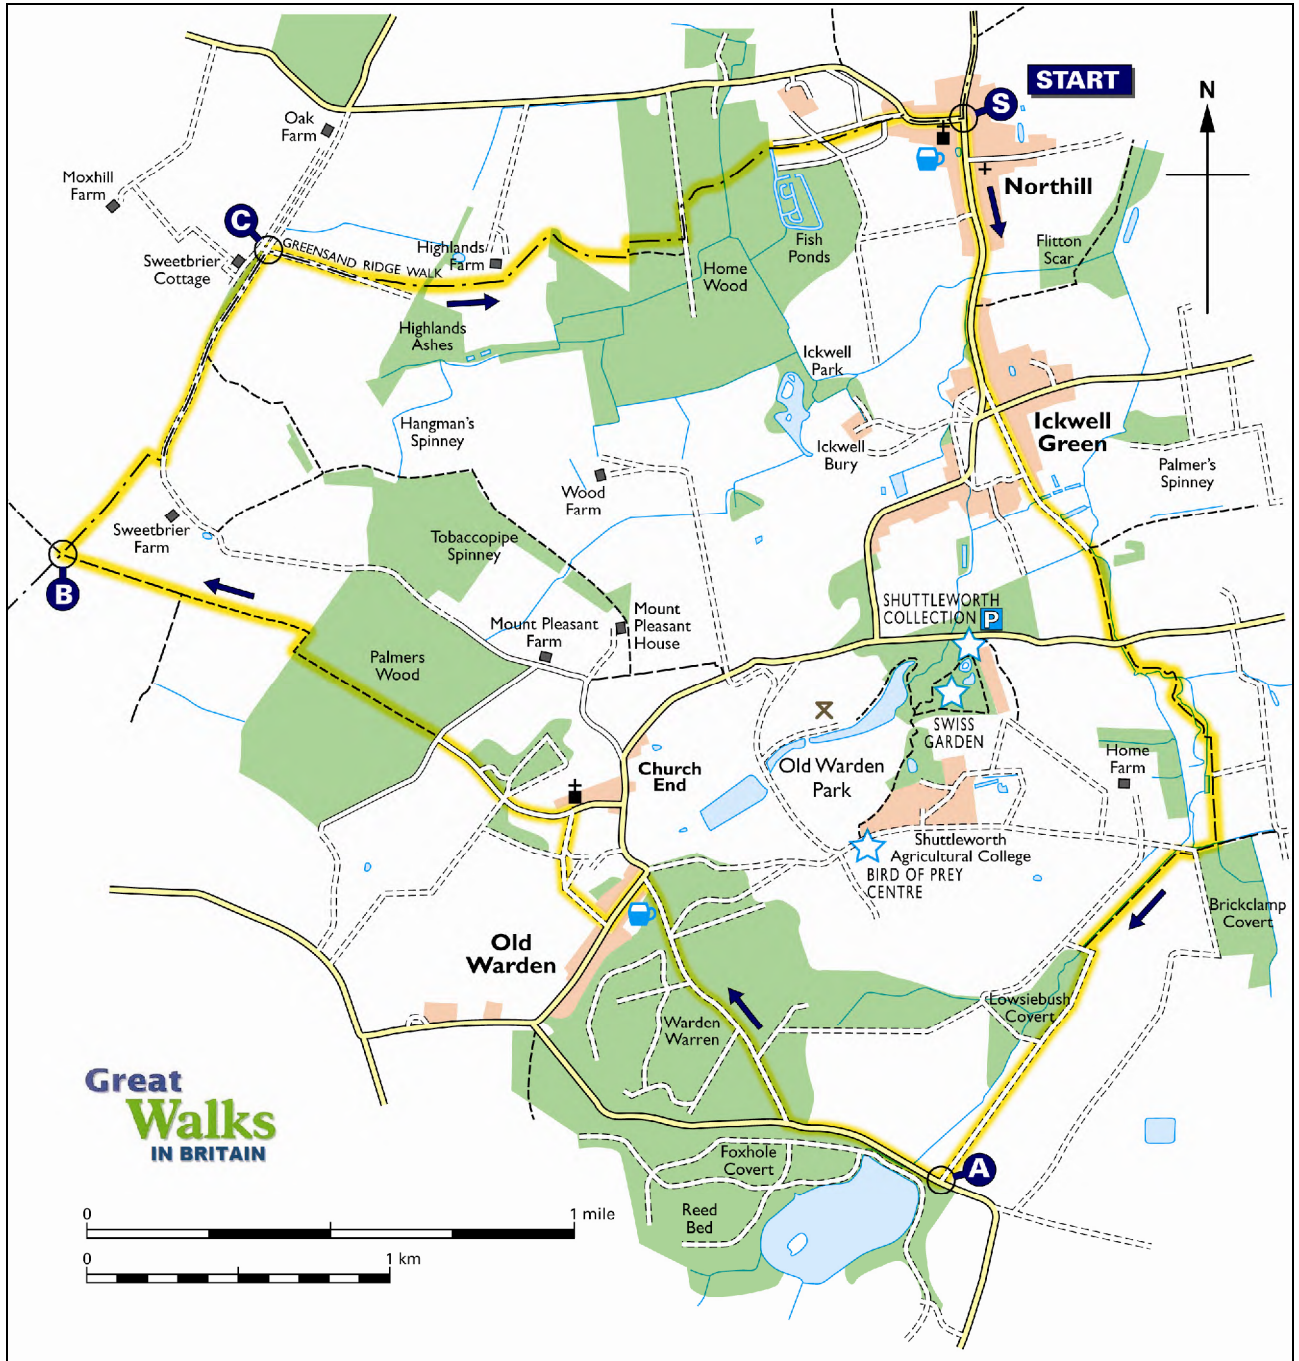 START
S
N
Oak
Farm
Moxhill
Farm
Northill
C
GREENSAND RIDGE WALK
Highlands
Farm
Sweetbrier
Cottage
Fish
Ponds
Flitton
Scar
Home
Wood
Highlands
Ashes
Ickwell
Park
Hangman's
Spinney
Ickwell
Green
Ickwell
Bury
Palmer's
Spinney
Wood
Farm
Sweetbrier
Farm
Tobaccopipe
Spinney
B
SHUTTLEWORTH
COLLECTION
P
Mount
Pleasant
House
Mount Pleasant
Farm
Palmers
Wood
SWISS
GARDEN
Home
Farm
Church
End
Old Warden
Park
Shuttleworth
Agricultural College
BIRD OF PREY
CENTRE
Brickclamp
Covert
Old
Warden
Lowsiebush
Covert
Warden
Warren
Great
Walks
IN BRITAIN
Foxhole
Covert
A
Reed
Bed
0
1 mile
0
1 km